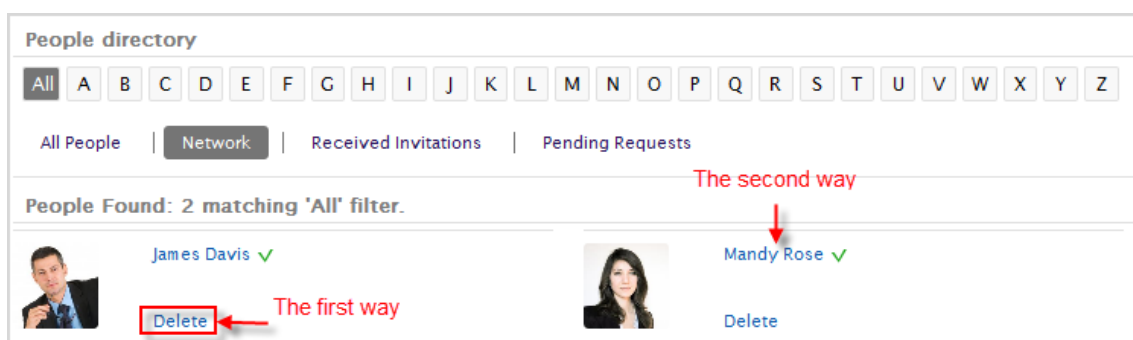 People directory
All A B C D E F G H I J K L M N O P Q R S T U V W X Y Z
All People | Network | Received Invitations | Pending Requests
The second way
People Found: 2 matching 'All' filter.
James Davis Mandy Rose
The first way
Delete Delete